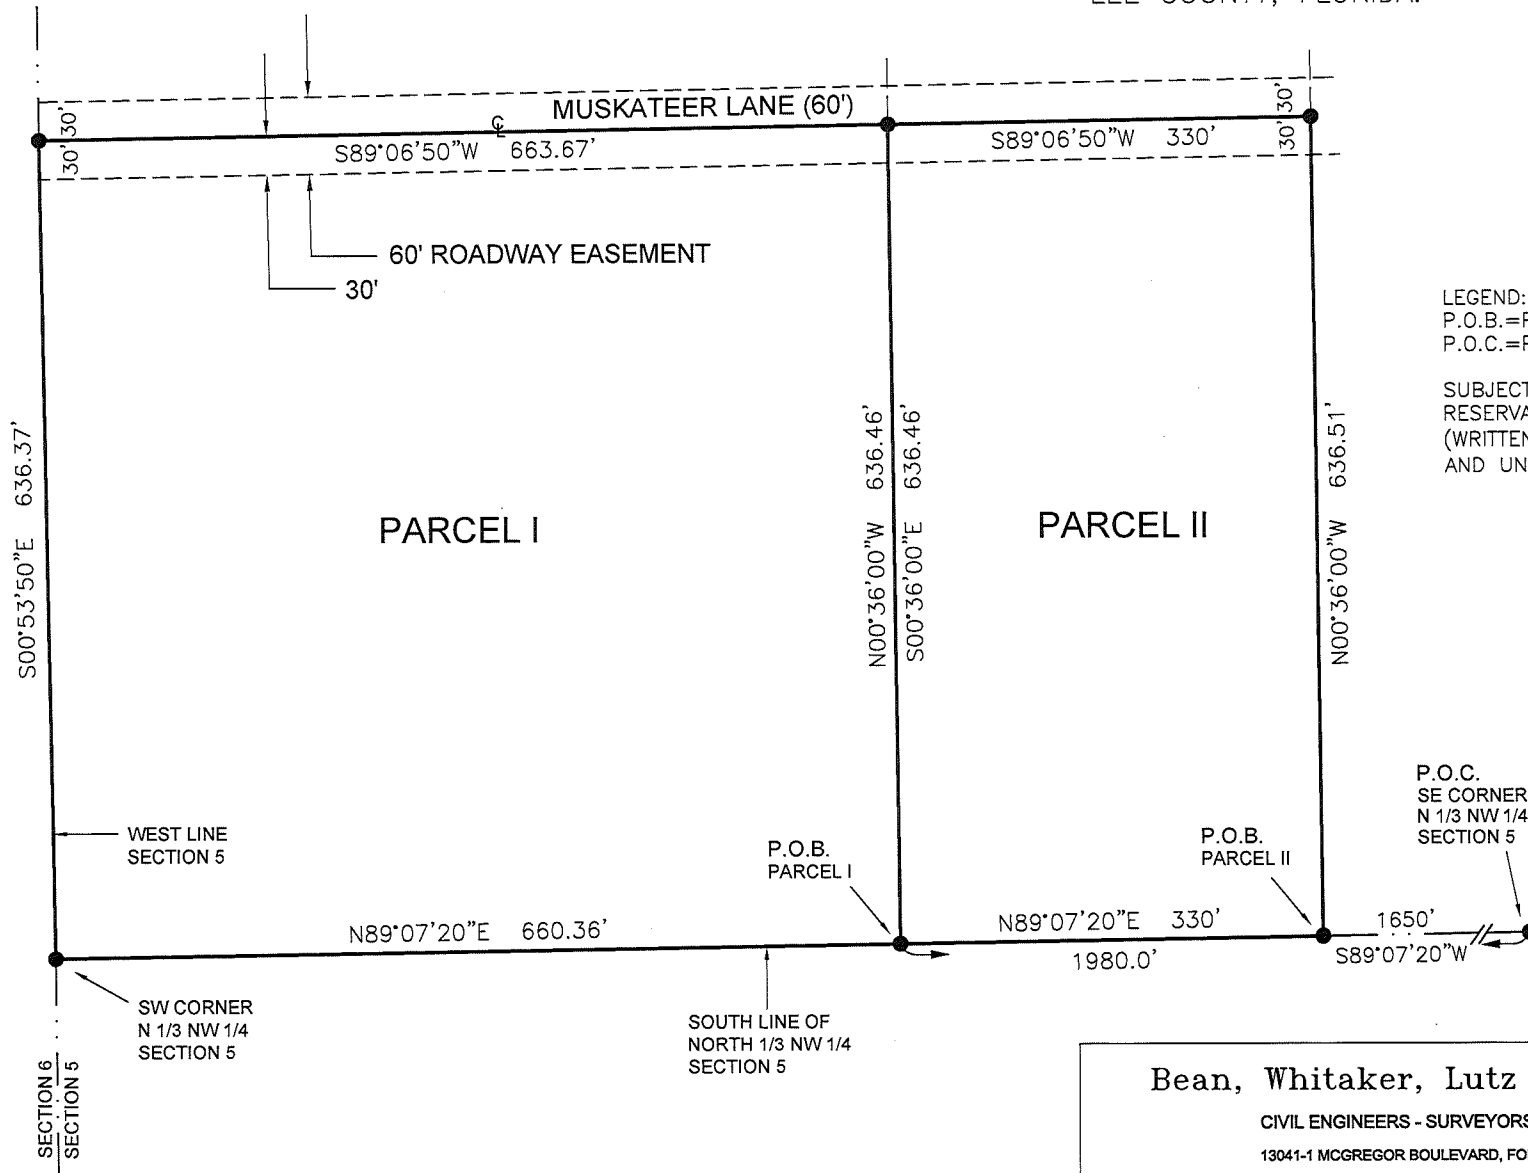 MUSKATEER LANE (60')
30'
30'
30'
30'
℄
S89°06'50"W 663.67'
S89°06'50"W 330'
60' ROADWAY EASEMENT
30'
LEGEND:
P.O.B.=
P.O.C.=
SUBJECT
(WRITTEN
AND
S00°53'50"E 636.37'
N00°36'00"W 636.46'
S00°36'00"E 636.46'
N00°36'00"W 636.51'
PARCEL I
PARCEL II
WEST LINE
SECTION 5
P.O.B.
PARCEL I
P.O.B.
PARCEL II
P.O.C.
SE CORNER
N 1/3 NW 1/4
SECTION 5
N89°07'20"E 660.36'
N89°07'20"E 330'
1980.0'
1650'
S89°07'20"W
SW CORNER
N 1/3 NW 1/4
SECTION 5
SOUTH LINE OF
NORTH 1/3 NW 1/4
SECTION 5
SECTION 6
SECTION 5
Bean, Whitaker, Lutz
CIVIL ENGINEERS - SURVEYORS
13041-1 MCGREGOR BOULEVARD,